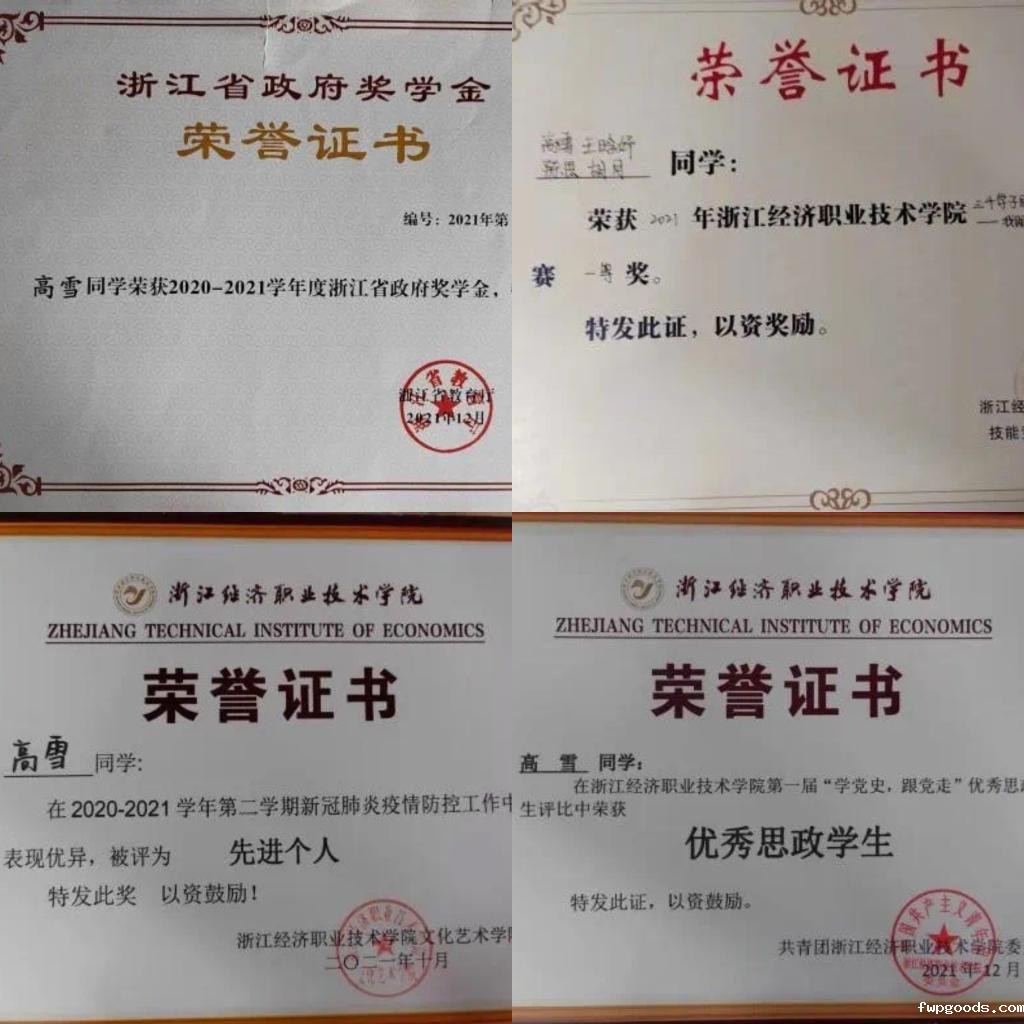 浙江省政府奖学金
荣誉证书
编号：2021年第
高雪同学荣获2020-2021学年度浙江省政府奖学金，
浙江省教育厅
2021年12月
荣誉证书
高雪 王晗妤
胡月 同学：
荣获 2021 年浙江经济职业技术学院
赛 一等 奖。
特发此证，以资奖励。
浙江经
技能
浙江经济职业技术学院
ZHEJIANG TECHNICAL INSTITUTE OF ECONOMICS
荣誉证书
高雪 同学:
在 2020-2021 学年第二学期新冠肺炎疫情防控工作中
表现优异，被评为 先进个人
特发此奖 以资鼓励！
浙江经济职业技术学院文化艺术学院
二〇二一年十月
浙江经济职业技术学院
ZHEJIANG TECHNICAL INSTITUTE OF ECONOMICS
荣誉证书
高 雪 同学：
在浙江经济职业技术学院第一届“学党史，跟党走”优秀思政
生评比中荣获
优秀思政学生
特发此证，以资鼓励。
共青团浙江经济职业技术学院委
2021 年 12 月
fwpgoods.com